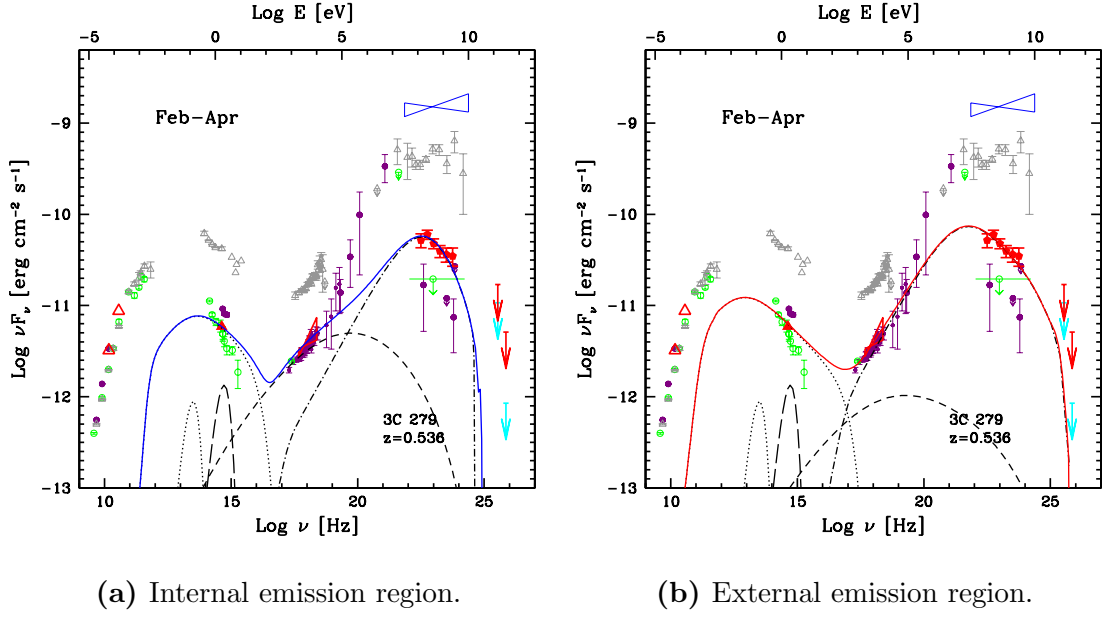 Log E [eV]
−5 0 5 10
Feb−Apr
−9
−10
−11
−12
−13
Log νFν [erg cm−2 s−1]
3C 279
z=0.536
10 15 20 25
Log ν [Hz]
(a) Internal emission region.
Log E [eV]
−5 0 5 10
Feb−Apr
−9
−10
−11
−12
−13
Log νFν [erg cm−2 s−1]
3C 279
z=0.536
10 15 20 25
Log ν [Hz]
(b) External emission region.